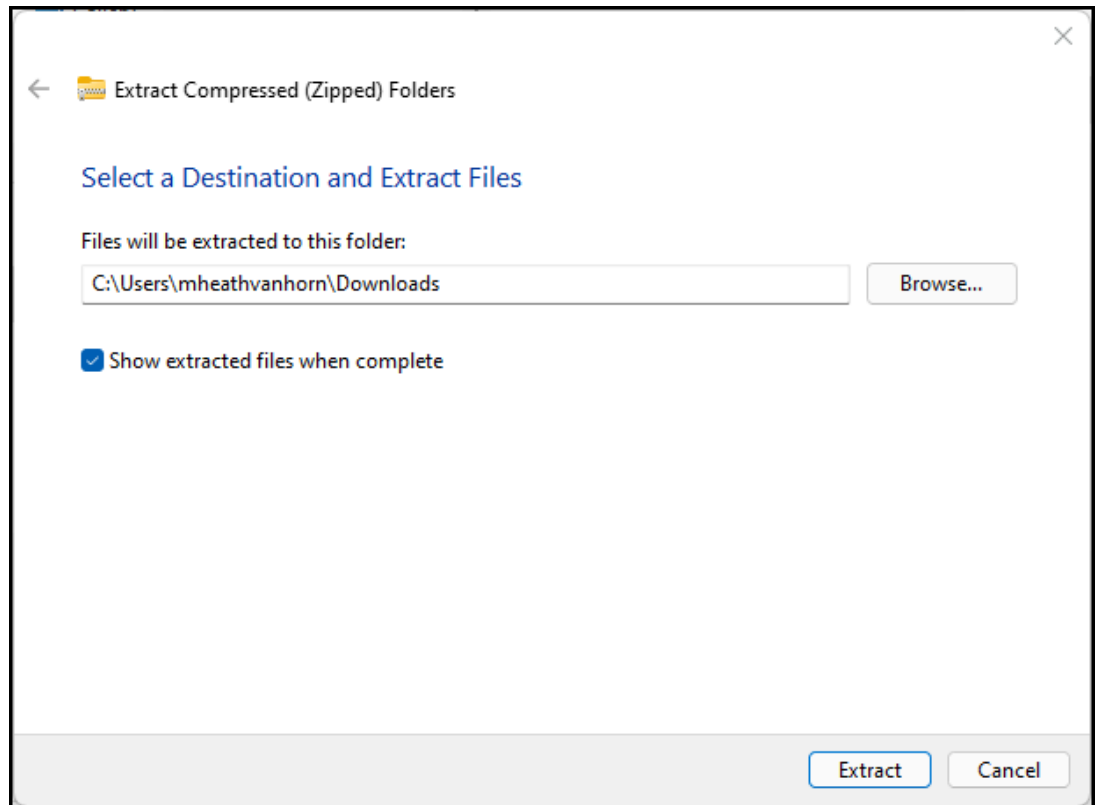 Extract Compressed (Zipped) Folders
Select a Destination and Extract Files
Files will be extracted to this folder:
C:\Users\mheathvanhorn\Downloads
Browse...
Show extracted files when complete
Extract
Cancel